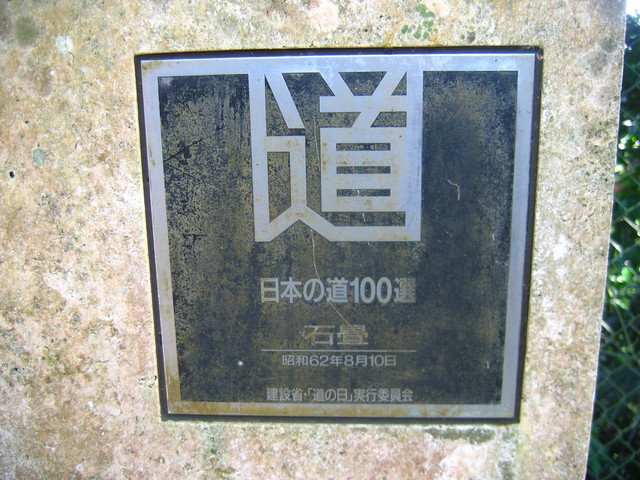 道
日本の道100選
石畳
昭和62年8月10日
建設省・「道の日」実行委員会